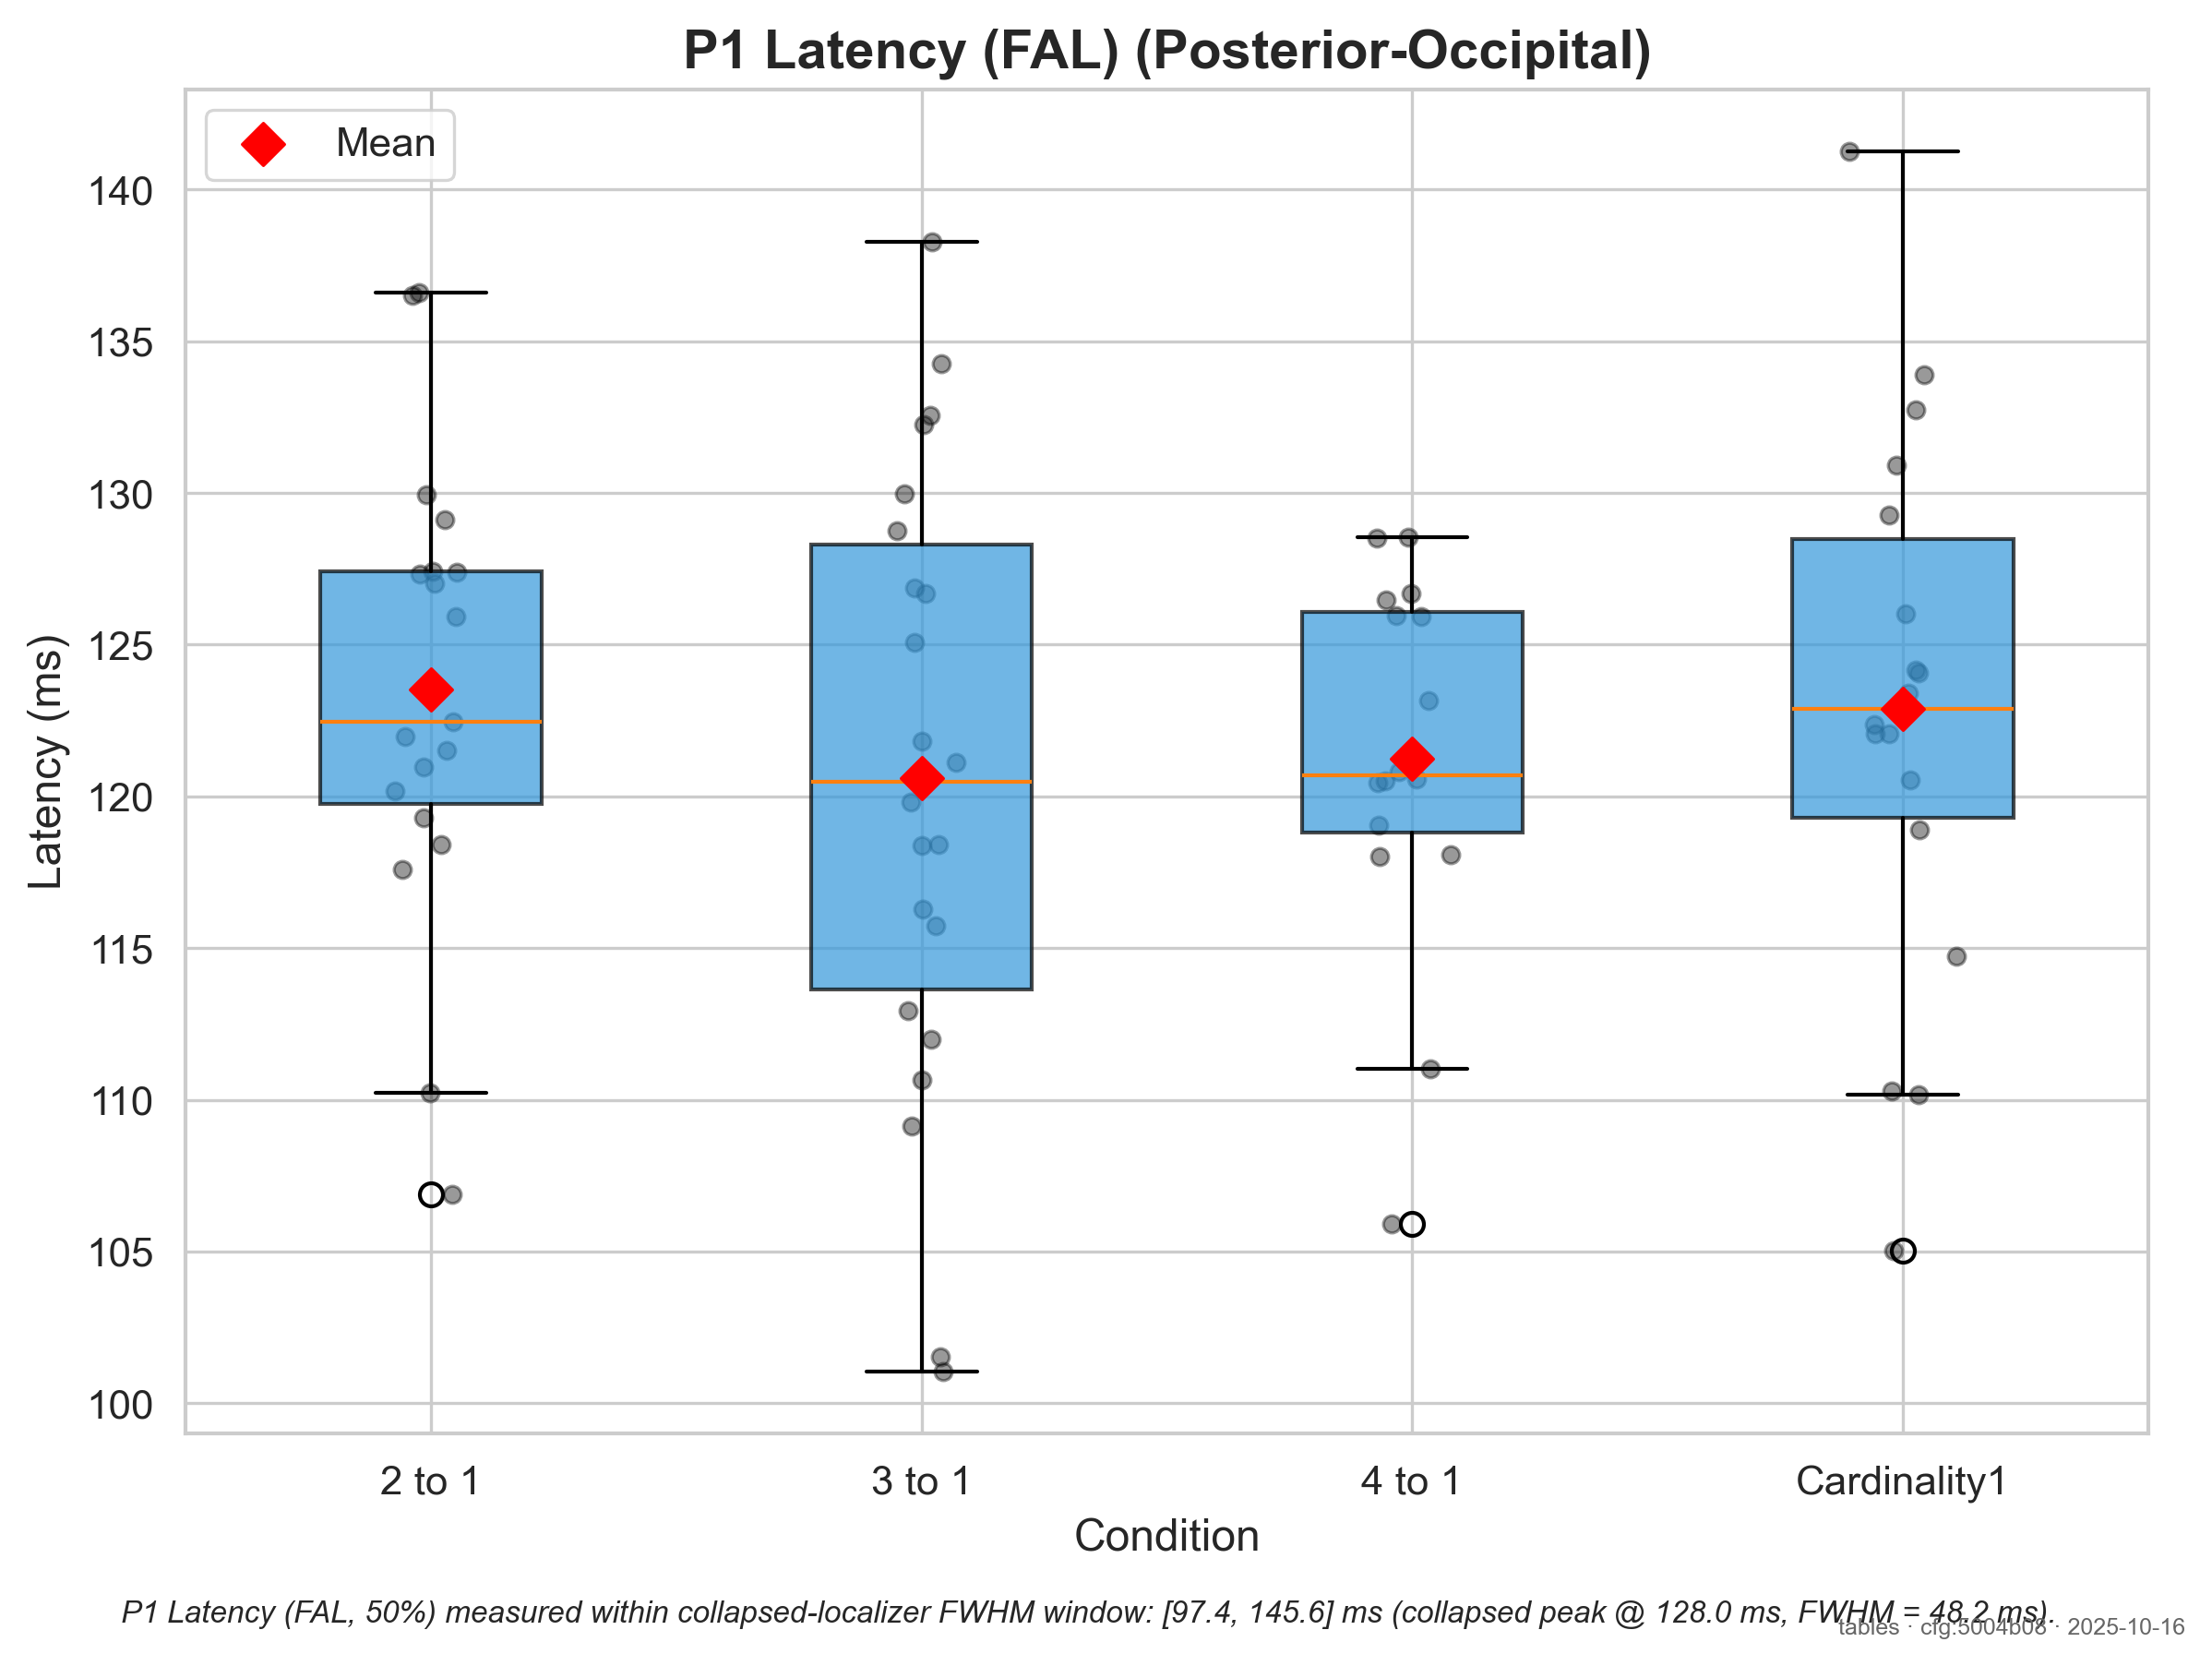 P1 Latency (FAL) (Posterior-Occipital)
Mean
140
135
130
125
120
115
110
105
100
Latency (ms)
2 to 1
3 to 1
4 to 1
Cardinality1
Condition
P1 Latency (FAL, 50%) measured within collapsed-localizer FWHM window: [97.4, 145.6] ms (collapsed peak @ 128.0 ms, FWHM = 48.2 ms).
tables · cfg:5004b08 · 2025-10-16